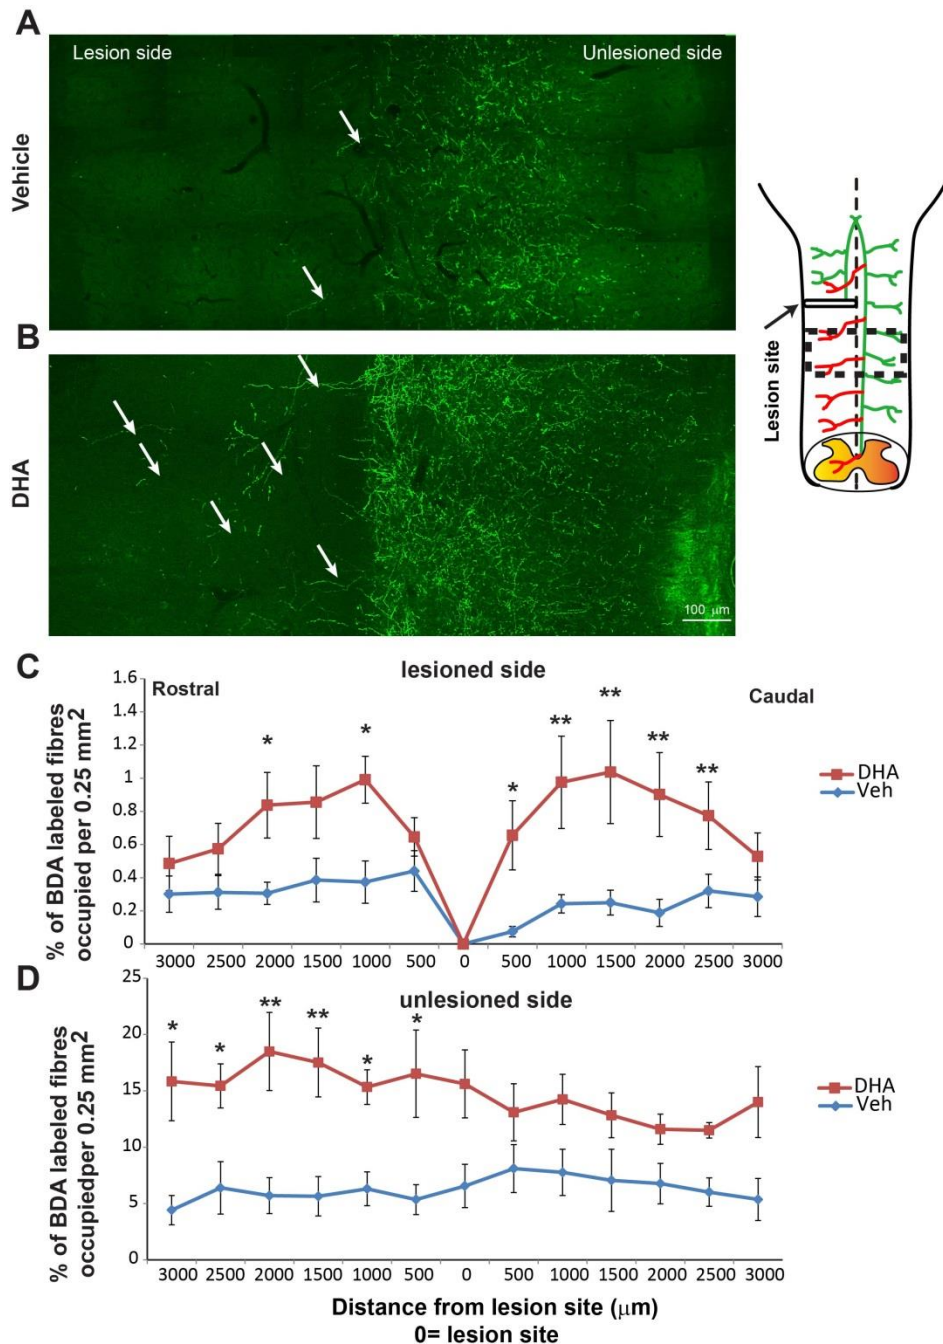 A
Lesion side
Unlesioned side
Vehicle
B
DHA
100 μm
Lesion site
C
lesioned side
Rostral
Caudal
% of BDA labeled fibres
occupied per 0.25 mm²
1.6
1.4
1.2
1
0.8
0.6
0.4
0.2
0
* * * ** ** ** **
DHA
Veh
3000 2500 2000 1500 1000 500 0 500 1000 1500 2000 2500 3000
D
unlesioned side
% of BDA labeled fibres
occupiedper 0.25 mm²
25
20
15
10
5
0
* * ** ** * *
DHA
Veh
3000 2500 2000 1500 1000 500 0 500 1000 1500 2000 2500 3000
Distance from lesion site (μm)
0= lesion site